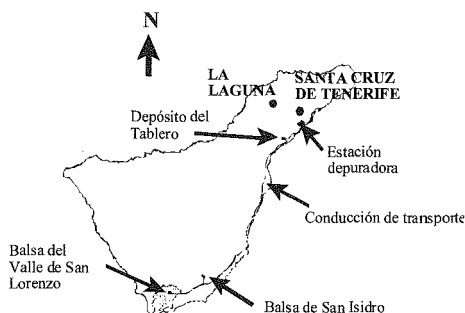 N
LA
LAGUNA
SANTA CRUZ
DE TENERIFE
Depósito del
Tablero
Estación
depuradora
Conducción de transporte
Balsa del
Valle de San
Lorenzo
Balsa de San Isidro